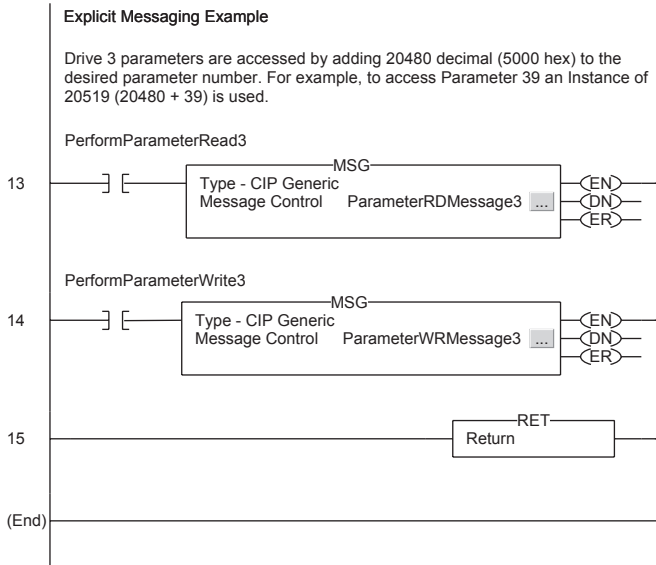 Explicit Messaging Example
Drive 3 parameters are accessed by adding 20480 decimal (5000 hex) to the
desired parameter number. For example, to access Parameter 39 an Instance of
20519 (20480 + 39) is used.
PerformParameterRead3
MSG
13
Type - CIP Generic
EN
Message Control ParameterRDMessage3 ...
DN
ER
PerformParameterWrite3
MSG
14
Type - CIP Generic
EN
Message Control ParameterWRMessage3 ...
DN
ER
RET
15
Return
(End)